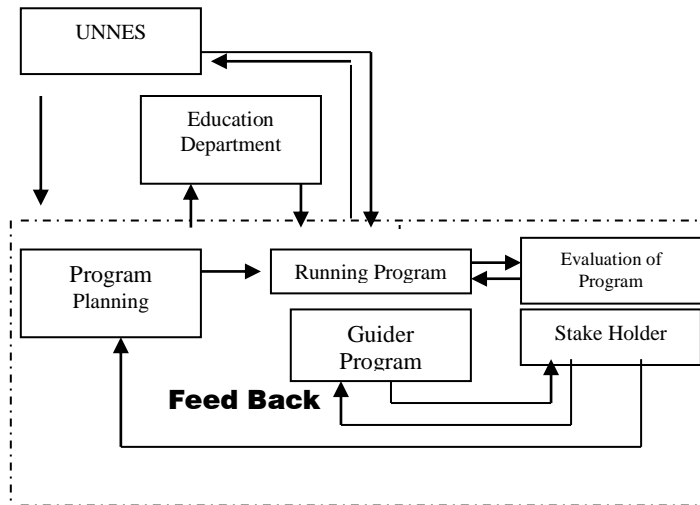 UNNES
Education
Department
Program
Planning
Running Program
Evaluation of
Program
Guider
Program
Stake Holder
Feed Back